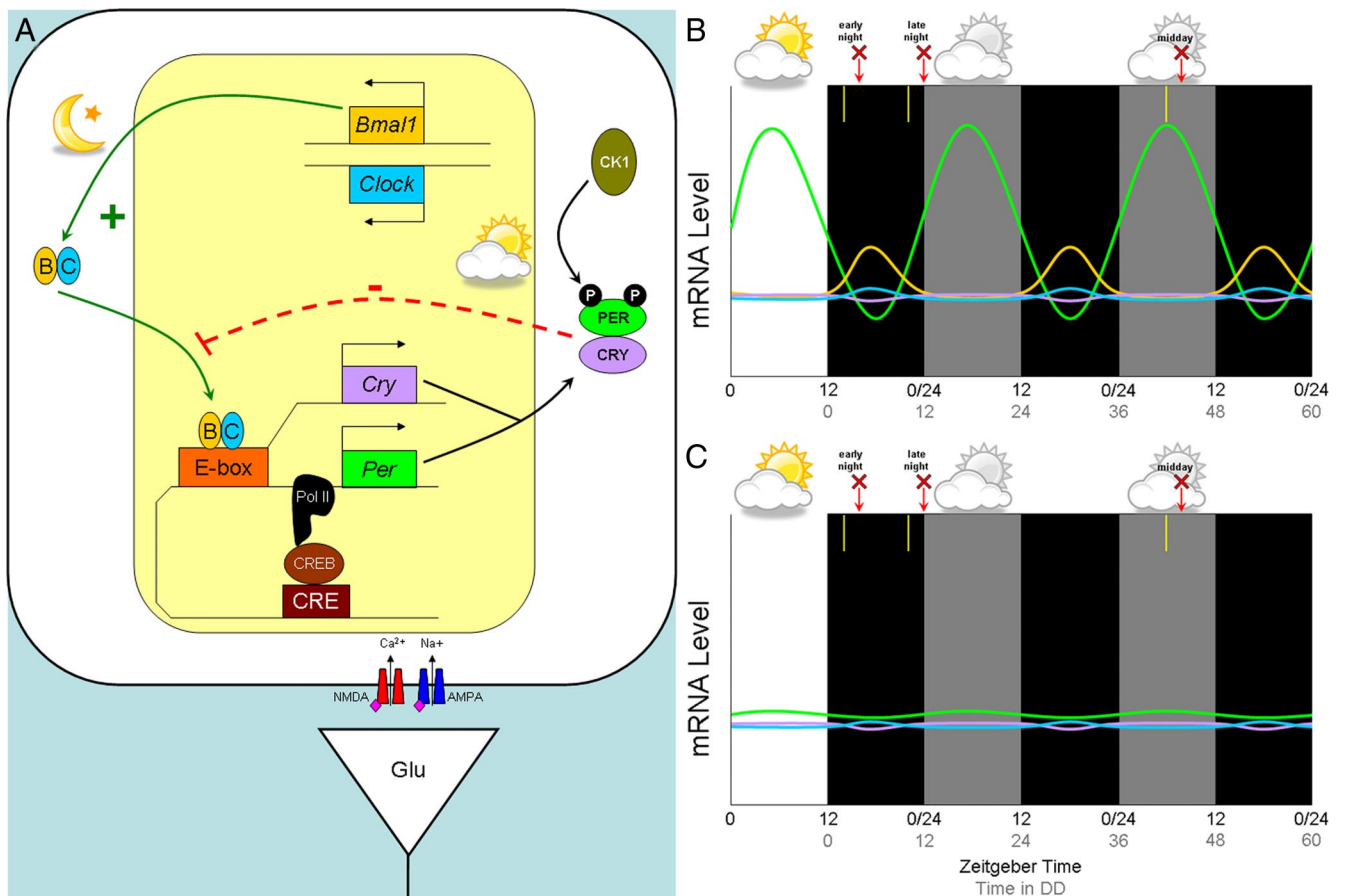 A
Bmal1
Clock
CK1
+
B C
-
P P
PER
CRY
Cry
B C
E-box
Per
Pol II
CREB
CRE
Ca2+ Na+
NMDA AMPA
Glu
B
early night
late night
midday
mRNA Level
0 12 0/24 12 0/24 12 0/24
0 12 24 36 48 60
C
early night
late night
midday
mRNA Level
0 12 0/24 12 0/24 12 0/24
0 12 24 36 48 60
Zeitgeber Time
Time in DD